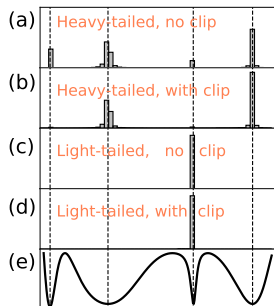 (a) Heavy-tailed, no clip
(b) Heavy-tailed, with clip
(c) Light-tailed, no clip
(d) Light-tailed, with clip
(e)